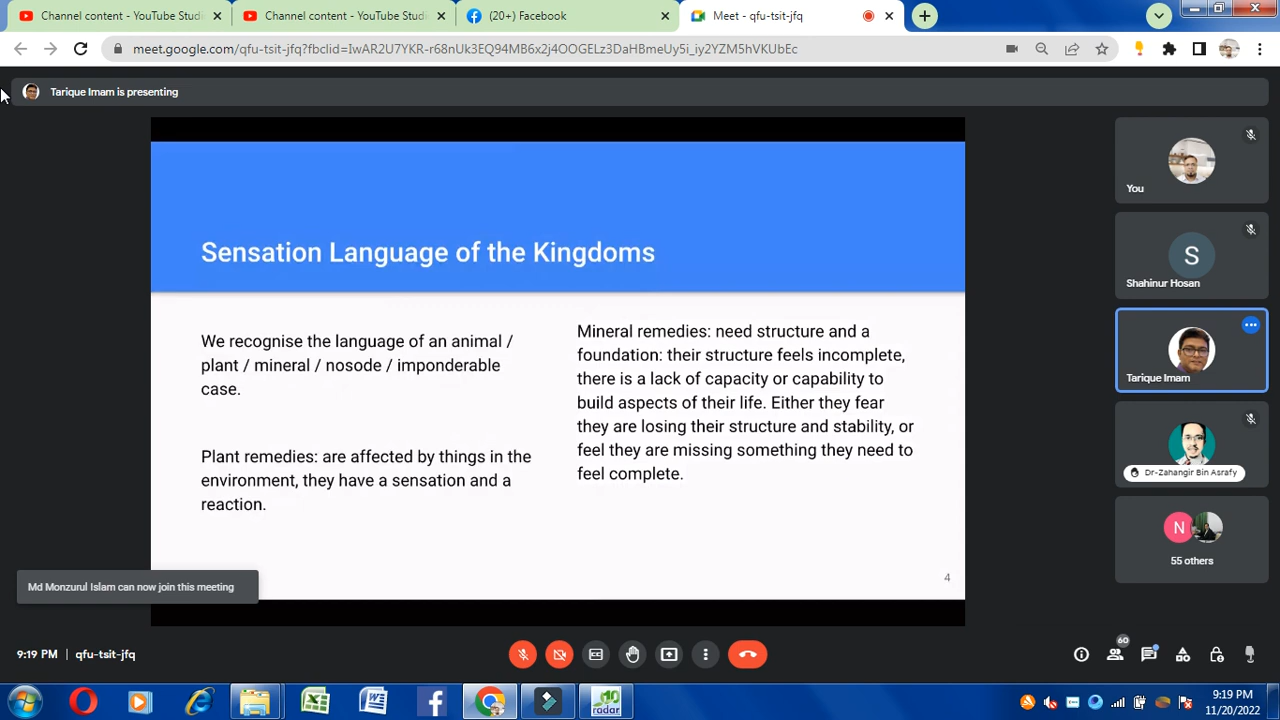 Channel content - YouTube Studi
Channel content - YouTube Studi
(20+) Facebook
Meet - qfu-tsit-jfq
meet.google.com/qfu-tsit-jfq?fbclid=IwAR2U7YKR-r68nUk3EQ94MB6x2j4OOGELz3DaHBmeUy5i_iy2YZM5hVKUbEc
Tarique Imam is presenting
Sensation Language of the Kingdoms
We recognise the language of an animal /
plant / mineral / nosode / imponderable
case.
Plant remedies: are affected by things in the
environment, they have a sensation and a
reaction.
Mineral remedies: need structure and a
foundation: their structure feels incomplete,
there is a lack of capacity or capability to
build aspects of their life. Either they fear
they are losing their structure and stability, or
feel they are missing something they need to
feel complete.
4
You
S
Shahinur Hosan
Tarique Imam
Dr-Zahangir Bin Asrafy
N
55 others
Md Monzurul Islam can now join this meeting
9:19 PM | qfu-tsit-jfq
60
10
radar
9:19 PM
11/20/2022